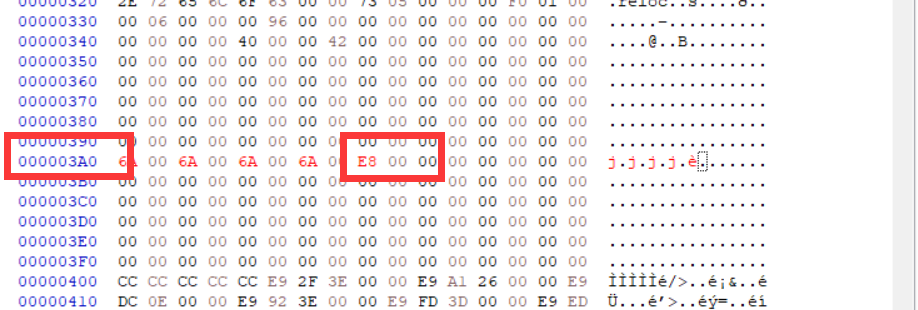 00000320 2E 72 65 6C 6F 63 00 00 73 05 00 00 00 F0 01 00 .reloc..s....ð..
00000330 00 06 00 00 00 96 00 00 00 00 00 00 00 00 00 00 .....–..........
00000340 00 00 00 00 40 00 00 42 00 00 00 00 00 00 00 00 ....@..B........
00000350 00 00 00 00 00 00 00 00 00 00 00 00 00 00 00 00 ................
00000360 00 00 00 00 00 00 00 00 00 00 00 00 00 00 00 00 ................
00000370 00 00 00 00 00 00 00 00 00 00 00 00 00 00 00 00 ................
00000380 00 00 00 00 00 00 00 00 00 00 00 00 00 00 00 00 ................
00000390 00 00 00 00 00 00 00 00 00 00 00 00 00 00 00 00 ................
000003A0 6A 00 6A 00 6A 00 6A 00 E8 00 00 00 00 00 00 00 j.j.j.j.è.......
000003B0 00 00 00 00 00 00 00 00 00 00 00 00 00 00 00 00 ................
000003C0 00 00 00 00 00 00 00 00 00 00 00 00 00 00 00 00 ................
000003D0 00 00 00 00 00 00 00 00 00 00 00 00 00 00 00 00 ................
000003E0 00 00 00 00 00 00 00 00 00 00 00 00 00 00 00 00 ................
000003F0 00 00 00 00 00 00 00 00 00 00 00 00 00 00 00 00 ................
00000400 CC CC CC CC CC E9 2F 3E 00 00 E9 A1 26 00 00 E9 ÌÌÌÌÌé/>..é¡&..é
00000410 DC 0E 00 00 E9 92 3E 00 00 E9 FD 3D 00 00 E9 ED Ü...é’>..éý=..éí